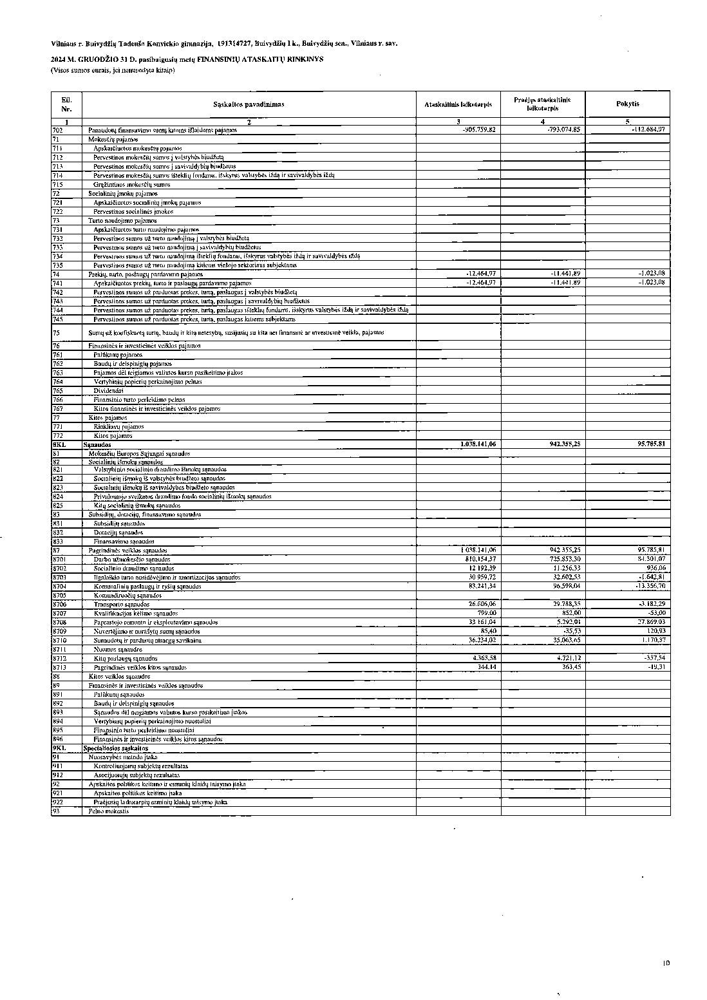 Vilniaus r. Buivydžių Tadeušo Konvickio gimnazija, 191314727, Buivydžių 1 k., Buivydžių sen., Vilniaus r. sav.
2024 M. GRUODŽIO 31 D. pasibaigusių metų FINANSINIŲ ATASKAITŲ RINKINYS
(Visos sumos eurais, jei nenurodyta kitaip)
Eil. Nr. Sąskaitos pavadinimas Ataskaitinis laikotarpis Praėjęs ataskaitinis laikotarpis Pokytis
1 2 3 4 5
702 Panaudotų finansavimo sumų kitoms išlaidoms pajamos -905.759,82 -793.074,85 -112.684,97
71 Mokesčių pajamos
711 Apskaičiuotos mokesčių pajamos
712 Pervestinos mokesčių sumos į valstybės biudžetą
713 Pervestinos mokesčių sumos į savivaldybių biudžetus
714 Pervestinos mokesčių sumos išteklių fondams, išskyrus valstybės iždą ir savivaldybės iždą
715 Grąžintinos mokesčių sumos
72 Socialinių įmokų pajamos
721 Apskaičiuotos socialinių įmokų pajamos
722 Pervestinos socialinės įmokos
73 Turto naudojimo pajamos
731 Apskaičiuotos turto naudojimo pajamos
732 Pervestinos sumos už turto naudojimą į valstybės biudžetą
733 Pervestinos sumos už turto naudojimą į savivaldybių biudžetus
734 Pervestinos sumos už turto naudojimą išteklių fondams, išskyrus valstybės iždą ir savivaldybės iždą
735 Pervestinos sumos už turto naudojimą kitiems viešojo sektoriaus subjektams
74 Prekių, turto, paslaugų pardavimo pajamos -12.464,97 -11.441,89 -1.023,08
741 Apskaičiuotos prekių, turto ir paslaugų pardavimo pajamos -12.464,97 -11.441,89 -1.023,08
742 Pervestinos sumos už parduotas prekes, turtą, paslaugas į valstybės biudžetą
743 Pervestinos sumos už parduotas prekes, turtą, paslaugas į savivaldybių biudžetus
744 Pervestinos sumos už parduotas prekes, turtą, paslaugas išteklių fondams, išskyrus valstybės iždą ir savivaldybės iždą
745 Pervestinos sumos už parduotas prekes, turtą, paslaugas kitiems subjektams
75 Sumų už konfiskuotą turtą, baudų ir kitų netesybų, susijusių su kita nei finansinė ar investicinė veikla, pajamos
76 Finansinės ir investicinės veiklos pajamos
761 Palūkanų pajamos
762 Baudų ir delspinigių pajamos
763 Pajamos dėl teigiamos valiutos kurso pasikeitimo įtakos
764 Vertybinių popierių perkainojimo pelnas
765 Dividendai
766 Finansinio turto perleidimo pelnas
767 Kitos finansinės ir investicinės veiklos pajamos
77 Kitos pajamos
771 Rinkliavų pajamos
772 Kitos pajamos
8KL Sąnaudos 1.038.141,06 942.355,25 95.785,81
81 Mokesčių Europos Sąjungai sąnaudos
82 Socialinių išmokų sąnaudos
821 Valstybinio socialinio draudimo išmokų sąnaudos
822 Socialinių išmokų iš valstybės biudžeto sąnaudos
823 Socialinių išmokų iš savivaldybės biudžeto sąnaudos
824 Privalomojo sveikatos draudimo fondo socialinių išmokų sąnaudos
825 Kitų socialinių išmokų sąnaudos
83 Subsidijų, dotacijų, finansavimo sąnaudos
831 Subsidijų sąnaudos
832 Dotacijų sąnaudos
833 Finansavimo sąnaudos
87 Pagrindinės veiklos sąnaudos 1.038.141,06 942.355,25 95.785,81
8701 Darbo užmokesčio sąnaudos 810.154,37 725.853,30 84.301,07
8702 Socialinio draudimo sąnaudos 12.192,39 11.256,33 936,06
8703 Ilgalaikio turto nusidėvėjimo ir amortizacijos sąnaudos 30.959,72 32.602,53 -1.642,81
8704 Komunalinių paslaugų ir ryšių sąnaudos 83.241,34 96.598,04 -13.356,70
8705 Komandiruočių sąnaudos
8706 Transporto sąnaudos 26.606,06 29.788,35 -3.182,29
8707 Kvalifikacijos kėlimo sąnaudos 799,00 852,00 -53,00
8708 Paprastojo remonto ir eksploatavimo sąnaudos 33.161,04 5.292,01 27.869,03
8709 Nuvertėjimo ir nurašytų sumų sąnaudos 85,40 -35,53 120,93
8710 Sunaudotų ir parduotų atsargų savikaina 36.234,02 35.063,65 1.170,37
8711 Nuomos sąnaudos
8712 Kitų paslaugų sąnaudos 4.363,58 4.721,12 -357,54
8713 Pagrindinės veiklos kitos sąnaudos 344,14 363,45 -19,31
88 Kitos veiklos sąnaudos
89 Finansinės ir investicinės veiklos sąnaudos
891 Palūkanų sąnaudos
892 Baudų ir delspinigių sąnaudos
893 Sąnaudos dėl neigiamos valiutos kurso pasikeitimo įtakos
894 Vertybinių popierių perkainojimo nuostoliai
895 Finansinio turto perleidimo nuostoliai
896 Finansinės ir investicinės veiklos kitos sąnaudos
9KL Specialiosios sąskaitos
91 Nuosavybės metodo įtaka
911 Kontroliuojamų subjektų rezultatas
912 Asocijuotųjų subjektų rezultatas
92 Apskaitos politikos keitimo ir esminių klaidų taisymo įtaka
921 Apskaitos politikos keitimo įtaka
922 Praėjusių laikotarpių esminių klaidų taisymo įtaka
93 Pelno mokestis
10